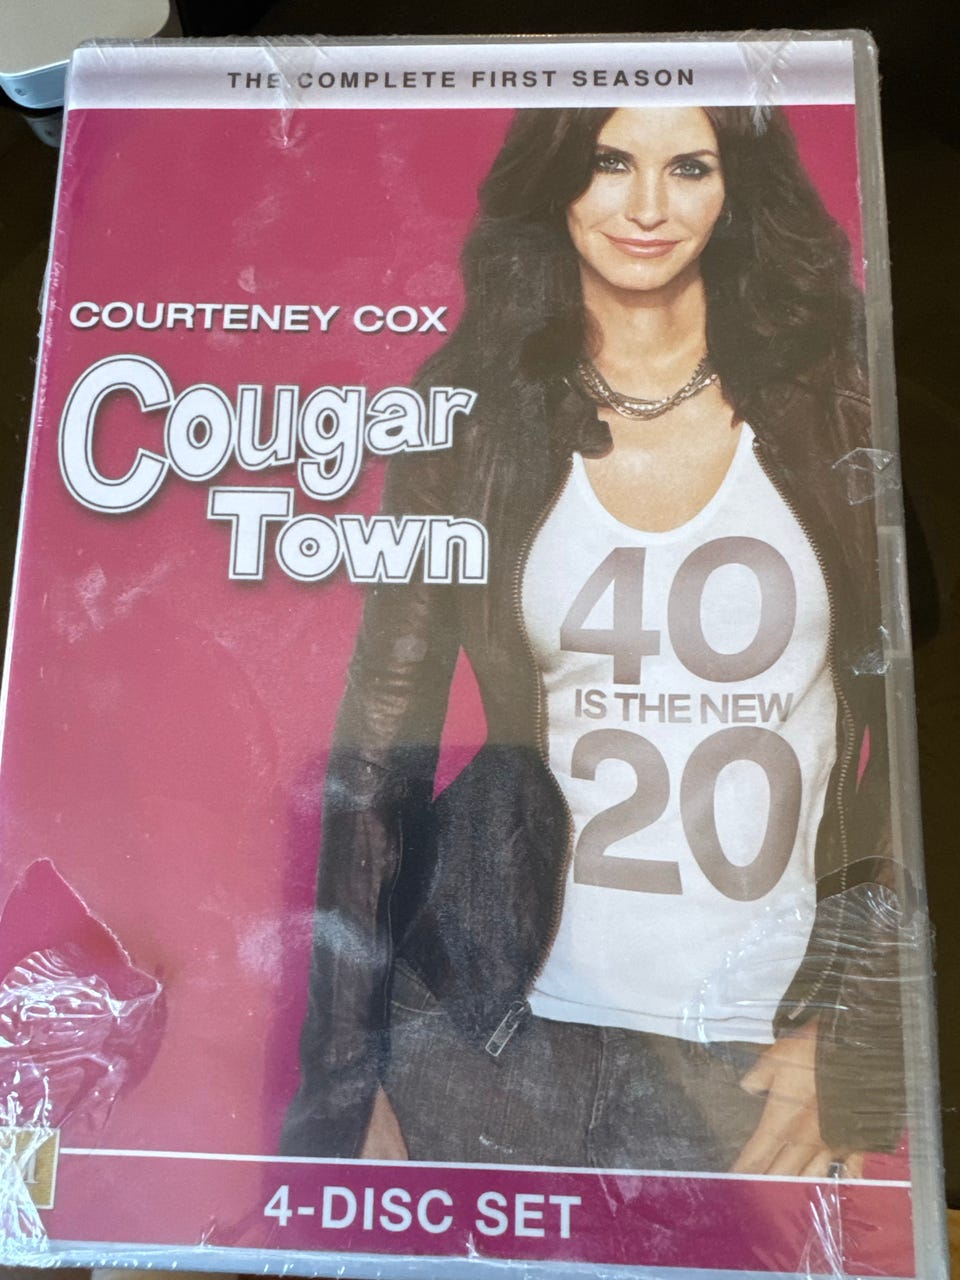 THE COMPLETE FIRST SEASON
COURTENEY COX
Cougar
Town
40
IS THE NEW
20
4-DISC SET